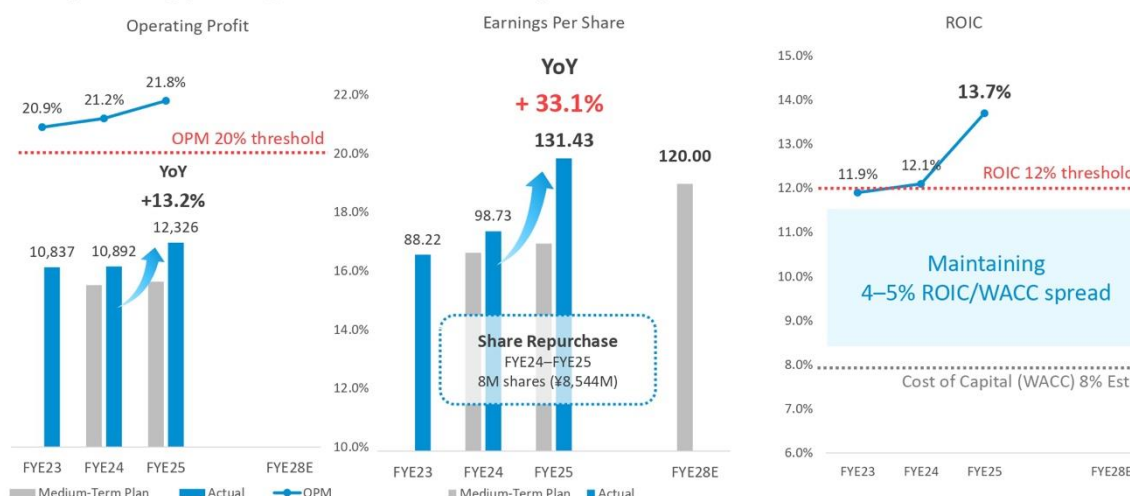 Operating Profit
20.9%
21.2%
21.8%
OPM 20% threshold
YoY
+13.2%
10,837
10,892
12,326
FYE23
FYE24
FYE25
FYE28E
Medium-Term Plan
Actual
OPM
Earnings Per Share
22.0%
20.0%
18.0%
16.0%
14.0%
12.0%
10.0%
YoY
+ 33.1%
88.22
98.73
131.43
120.00
Share Repurchase
FYE24–FYE25
8M shares (¥8,544M)
FYE23
FYE24
FYE25
FYE28E
Medium-Term Plan
Actual
ROIC
15.0%
14.0%
13.0%
12.0%
11.0%
10.0%
9.0%
8.0%
7.0%
6.0%
11.9%
12.1%
13.7%
ROIC 12% threshold
Maintaining
4–5% ROIC/WACC spread
Cost of Capital (WACC) 8% Est
FYE23
FYE24
FYE25
FYE28E